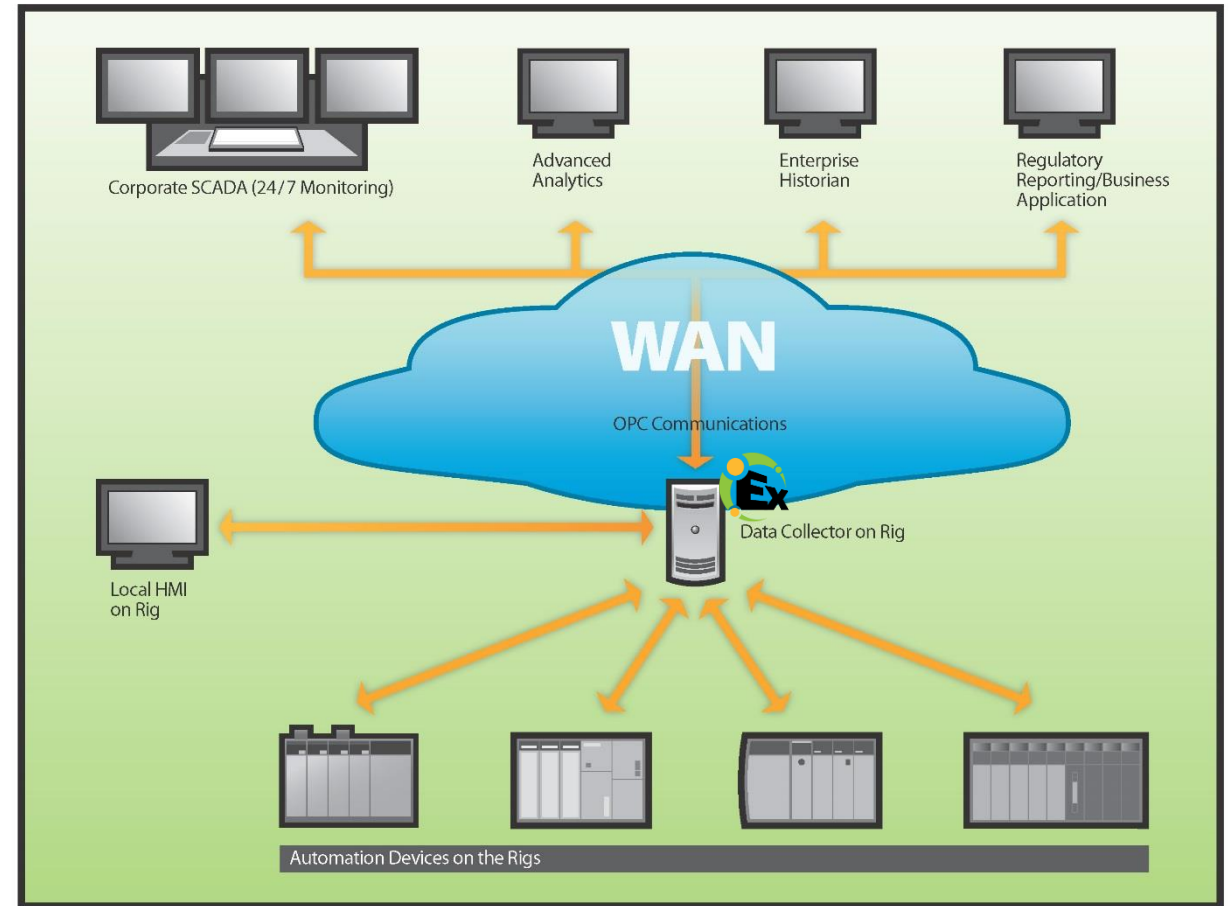 Corporate SCADA (24/7 Monitoring)
Advanced
Analytics
Enterprise
Historian
Regulatory
Reporting/Business
Application
WAN
OPC Communications
Ex
Data Collector on Rig
Local HMI
on Rig
Automation Devices on the Rigs